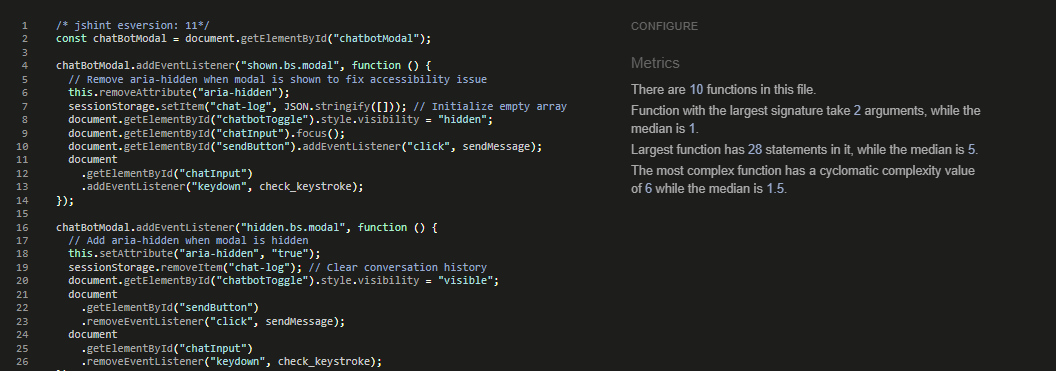 1 /* jshint esversion: 11*/
2 const chatBotModal = document.getElementById("chatbotModal");
3
4 chatBotModal.addEventListener("shown.bs.modal", function () {
5 // Remove aria-hidden when modal is shown to fix accessibility issue
6 this.removeAttribute("aria-hidden");
7 sessionStorage.setItem("chat-log", JSON.stringify([])); // Initialize empty array
8 document.getElementById("chatbotToggle").style.visibility = "hidden";
9 document.getElementById("chatInput").focus();
10 document.getElementById("sendButton").addEventListener("click", sendMessage);
11 document
12 .getElementById("chatInput")
13 .addEventListener("keydown", check_keystroke);
14 });
15
16 chatBotModal.addEventListener("hidden.bs.modal", function () {
17 // Add aria-hidden when modal is hidden
18 this.setAttribute("aria-hidden", "true");
19 sessionStorage.removeItem("chat-log"); // Clear conversation history
20 document.getElementById("chatbotToggle").style.visibility = "visible";
21 document
22 .getElementById("sendButton")
23 .removeEventListener("click", sendMessage);
24 document
25 .getElementById("chatInput")
26 .removeEventListener("keydown", check_keystroke);
CONFIGURE
Metrics
There are 10 functions in this file.
Function with the largest signature take 2 arguments, while the
median is 1.
Largest function has 28 statements in it, while the median is 5.
The most complex function has a cyclomatic complexity value
of 6 while the median is 1.5.